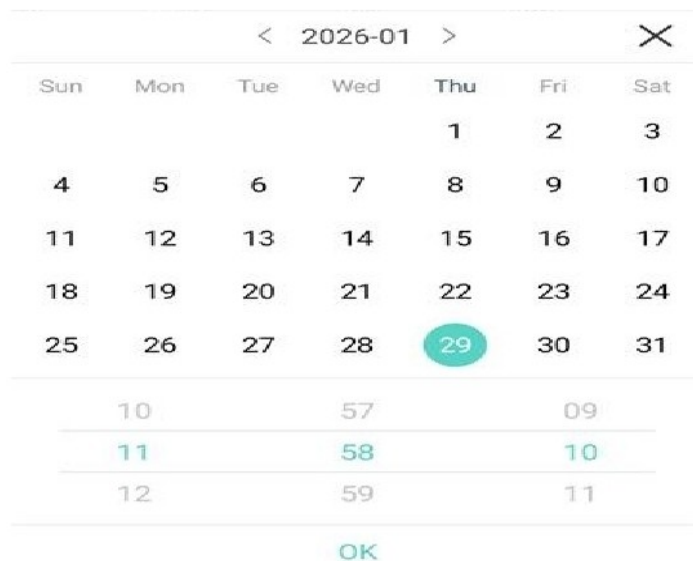 < 2026-01 > ×
Sun Mon Tue Wed Thu Fri Sat
1 2 3
4 5 6 7 8 9 10
11 12 13 14 15 16 17
18 19 20 21 22 23 24
25 26 27 28 29 30 31
10 57 09
11 58 10
12 59 11
OK